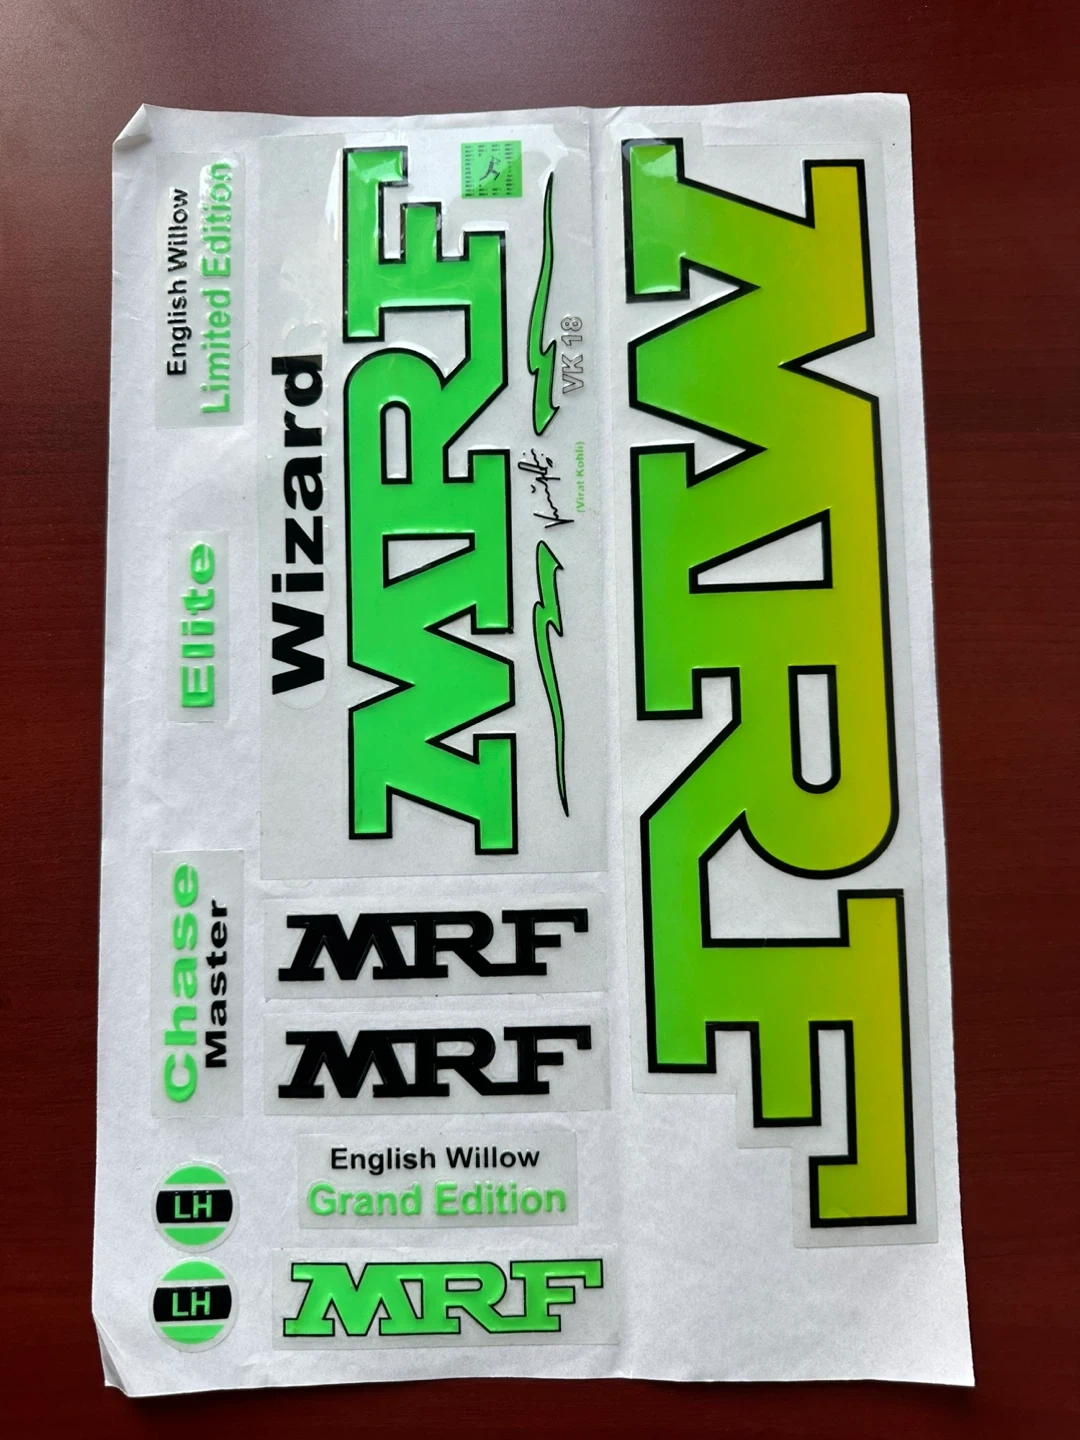 English Willow
Limited Edition
Elite
Chase
Master
LH
LH
Wizard
MRF
VK 18
(Virat Kohli)
MRF
MRF
English Willow
Grand Edition
MRF
MRF